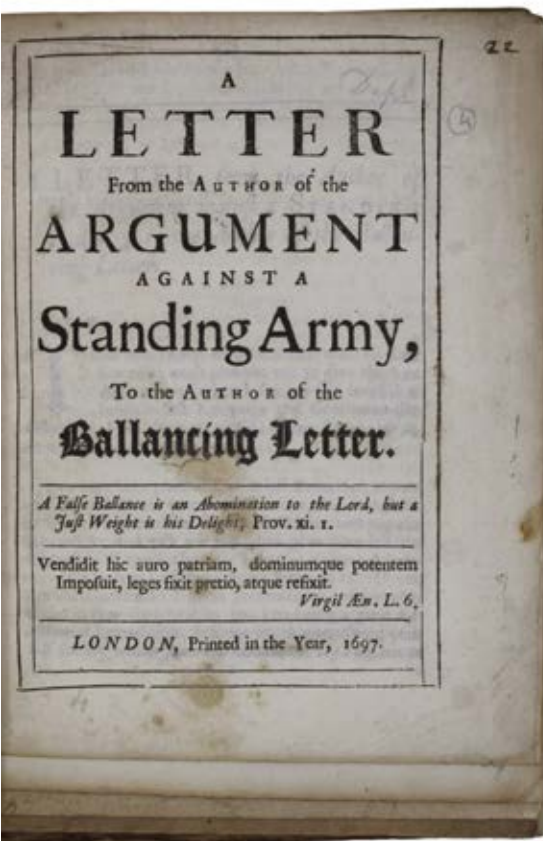 22
4
A
LETTER
From the AUTHOR of the
ARGUMENT
AGAINST A
Standing Army,
To the AUTHOR of the
Ballancing Letter.
A Falſe Ballance is an Abomination to the Lord, but a
Juſt Weight is his Delight, Prov. xi. 1.
Vendidit hic auro patriam, dominumque potentem
Impoſuit, leges fixit pretio, atque refixit.
Virgil Æn. L. 6.
LONDON, Printed in the Year, 1697.